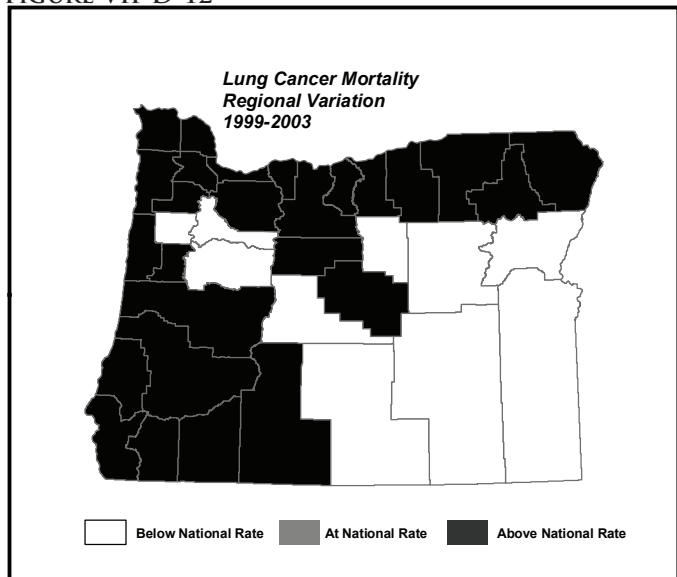 FIGURE VII-D-12
Lung Cancer Mortality
Regional Variation
1999-2003
Below National Rate At National Rate Above National Rate